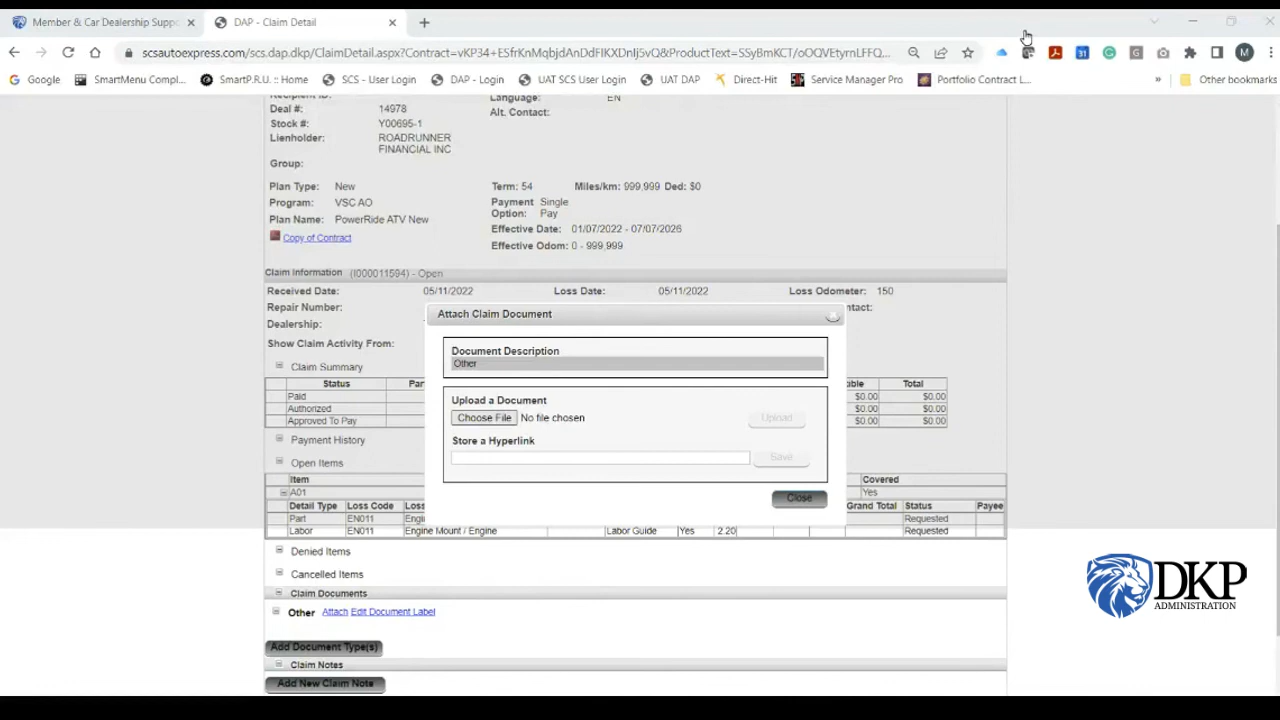 Member & Car Dealership Suppo
DAP - Claim Detail
scsautoexpress.com/scs.dap.dkp/ClaimDetail.aspx?Contract=vKP34+ESfrKnMqbjdAnDdFIKXDnIj5vQ&ProductText=SSyBmKCT/oOQVEtyrnLFFQ...
Google
SmartMenu Compl...
SmartP.R.U. :: Home
SCS - User Login
DAP - Login
UAT SCS User Login
UAT DAP
Direct-Hit
Service Manager Pro
Portfolio Contract L...
» Other bookmarks
Recipient ID:
Language: EN
Deal #: 14978
Alt. Contact:
Stock #: Y00695-1
Lienholder: ROADRUNNER
FINANCIAL INC
Group:
Plan Type: New Term: 54 Miles/km: 999,999 Ded: $0
Program: VSC AO Payment Single
Option: Pay
Plan Name: PowerRide ATV New
Effective Date: 01/07/2022 - 07/07/2026
Copy of Contract
Effective Odom: 0 - 999,999
Claim Information (I000011594) - Open
Received Date: 05/11/2022 Loss Date: 05/11/2022 Loss Odometer: 150
Repair Number: ntact:
Dealership:
Show Claim Activity From:
Attach Claim Document
Document Description
Other
Upload a Document
Choose File No file chosen Upload
Store a Hyperlink
Save
Close
Claim Summary
Status Par ble Total
Paid $0.00 $0.00
Authorized $0.00 $0.00
Approved To Pay $0.00 $0.00
Payment History
Open Items
Item Covered
A01 Yes
Detail Type Loss Code Los Grand Total Status Payee
Part EN011 Engi Requested
Labor EN011 Engine Mount / Engine Labor Guide Yes 2.20 Requested
Denied Items
Cancelled Items
Claim Documents
Other Attach Edit Document Label
Add Document Type(s)
Claim Notes
Add New Claim Note
DKP
ADMINISTRATION
31
G
M